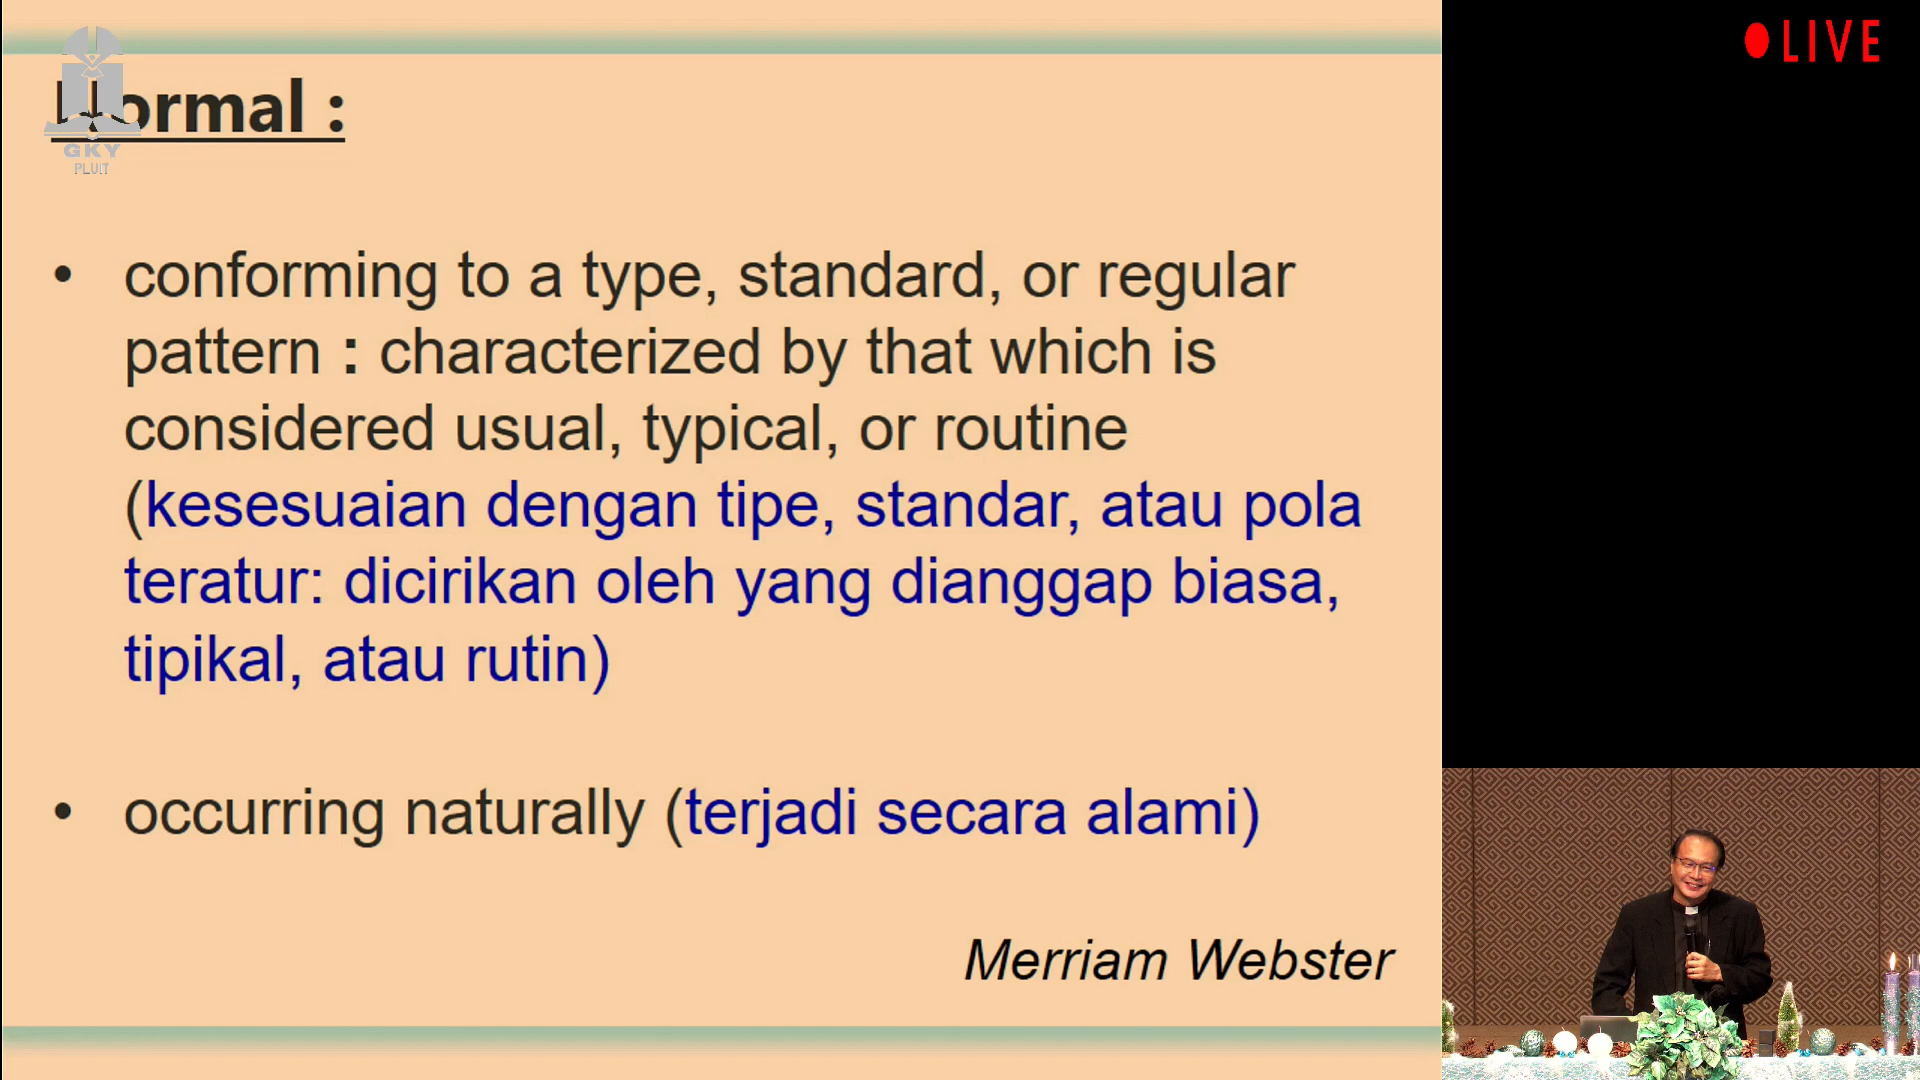 LIVE
Normal :
GKY
PLUIT
• conforming to a type, standard, or regular
pattern : characterized by that which is
considered usual, typical, or routine
(kesesuaian dengan tipe, standar, atau pola
teratur: dicirikan oleh yang dianggap biasa,
tipikal, atau rutin)
• occurring naturally (terjadi secara alami)
Merriam Webster